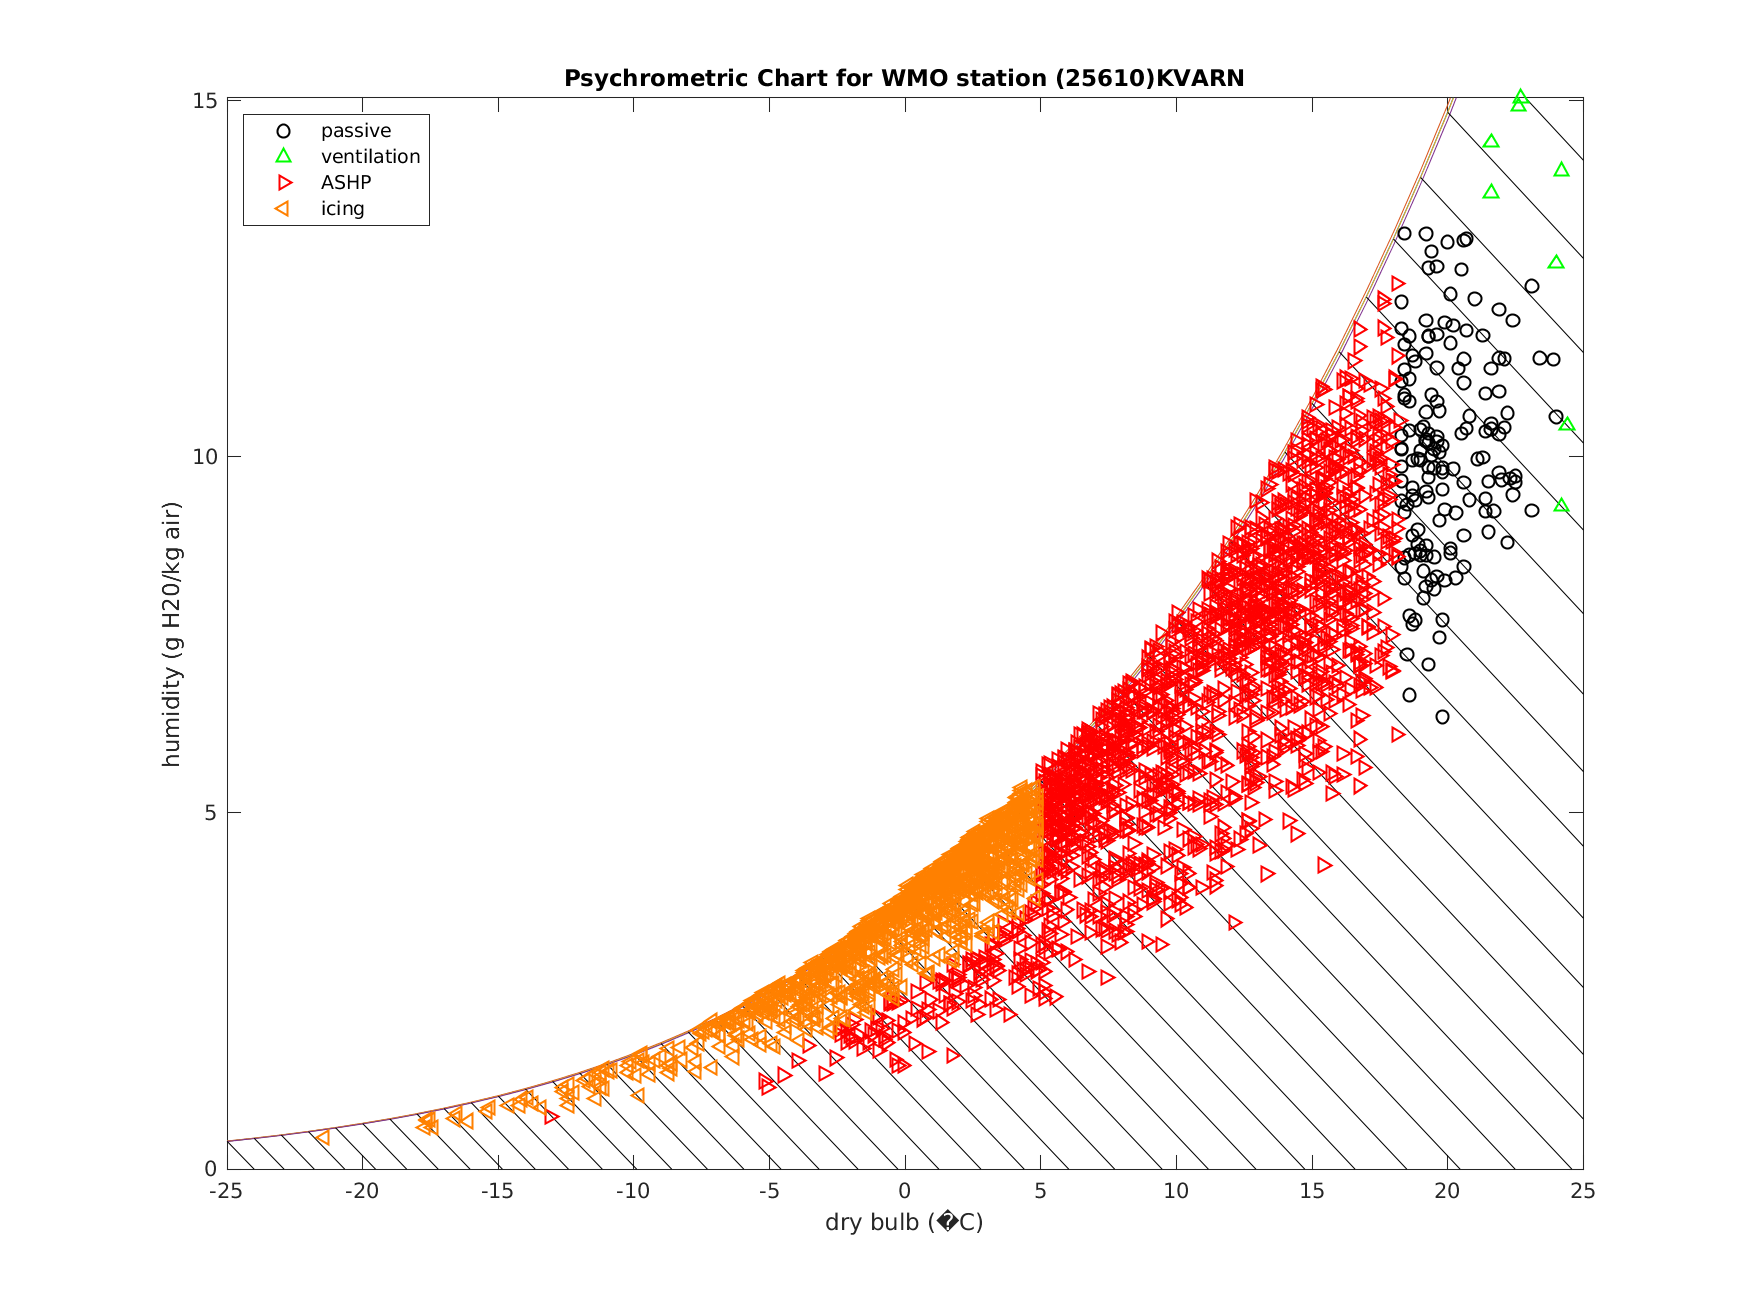 Psychrometric Chart for WMO station (25610)KVARN
passive
ventilation
ASHP
icing
15
10
5
0
humidity (g H20/kg air)
-25 -20 -15 -10 -5 0 5 10 15 20 25
dry bulb (�C)